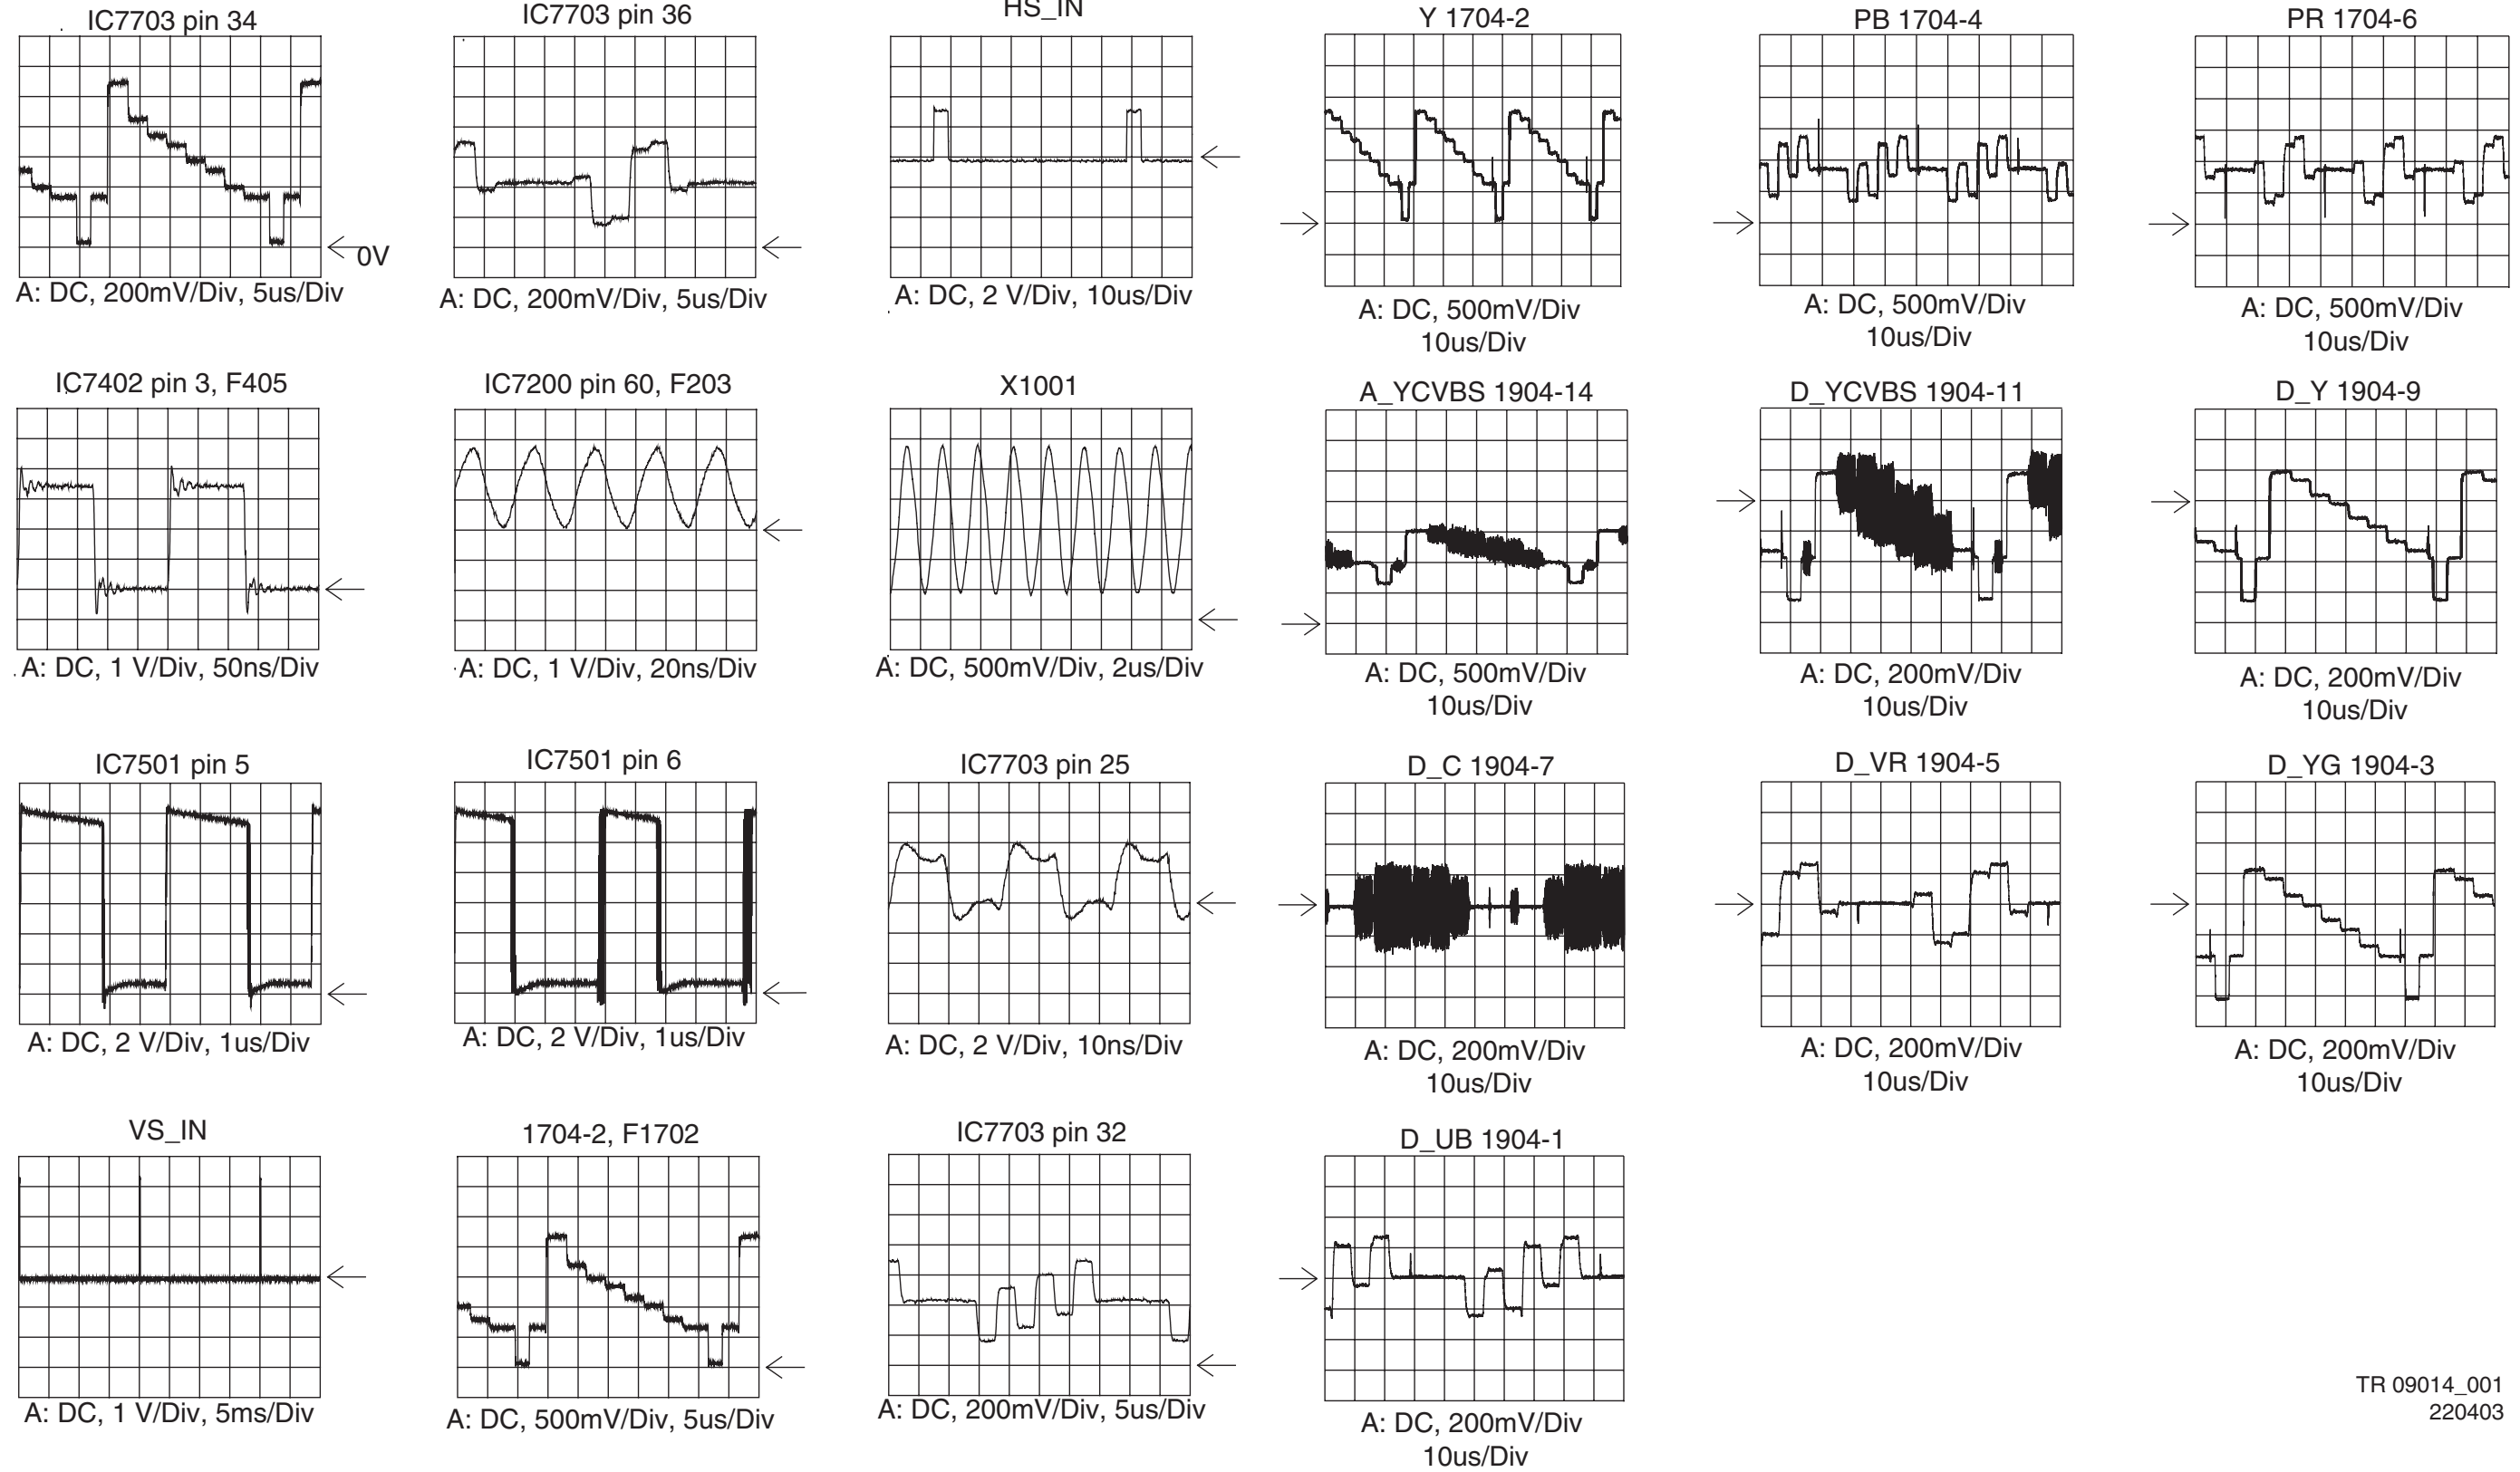 IC7703 pin 34
IC7703 pin 36
HS_IN
Y 1704-2
PB 1704-4
PR 1704-6
0V
A: DC, 200mV/Div, 5us/Div
A: DC, 200mV/Div, 5us/Div
A: DC, 2 V/Div, 10us/Div
A: DC, 500mV/Div
10us/Div
A: DC, 500mV/Div
10us/Div
A: DC, 500mV/Div
10us/Div
IC7402 pin 3, F405
IC7200 pin 60, F203
X1001
A_YCVBS 1904-14
D_YCVBS 1904-11
D_Y 1904-9
A: DC, 1 V/Div, 50ns/Div
A: DC, 1 V/Div, 20ns/Div
A: DC, 500mV/Div, 2us/Div
A: DC, 500mV/Div
10us/Div
A: DC, 200mV/Div
10us/Div
A: DC, 200mV/Div
10us/Div
IC7501 pin 5
IC7501 pin 6
IC7703 pin 25
D_C 1904-7
D_VR 1904-5
D_YG 1904-3
A: DC, 2 V/Div, 1us/Div
A: DC, 2 V/Div, 1us/Div
A: DC, 2 V/Div, 10ns/Div
A: DC, 200mV/Div
10us/Div
A: DC, 200mV/Div
10us/Div
A: DC, 200mV/Div
10us/Div
VS_IN
1704-2, F1702
IC7703 pin 32
D_UB 1904-1
A: DC, 1 V/Div, 5ms/Div
A: DC, 500mV/Div, 5us/Div
A: DC, 200mV/Div, 5us/Div
A: DC, 200mV/Div
10us/Div
TR 09014_001
220403